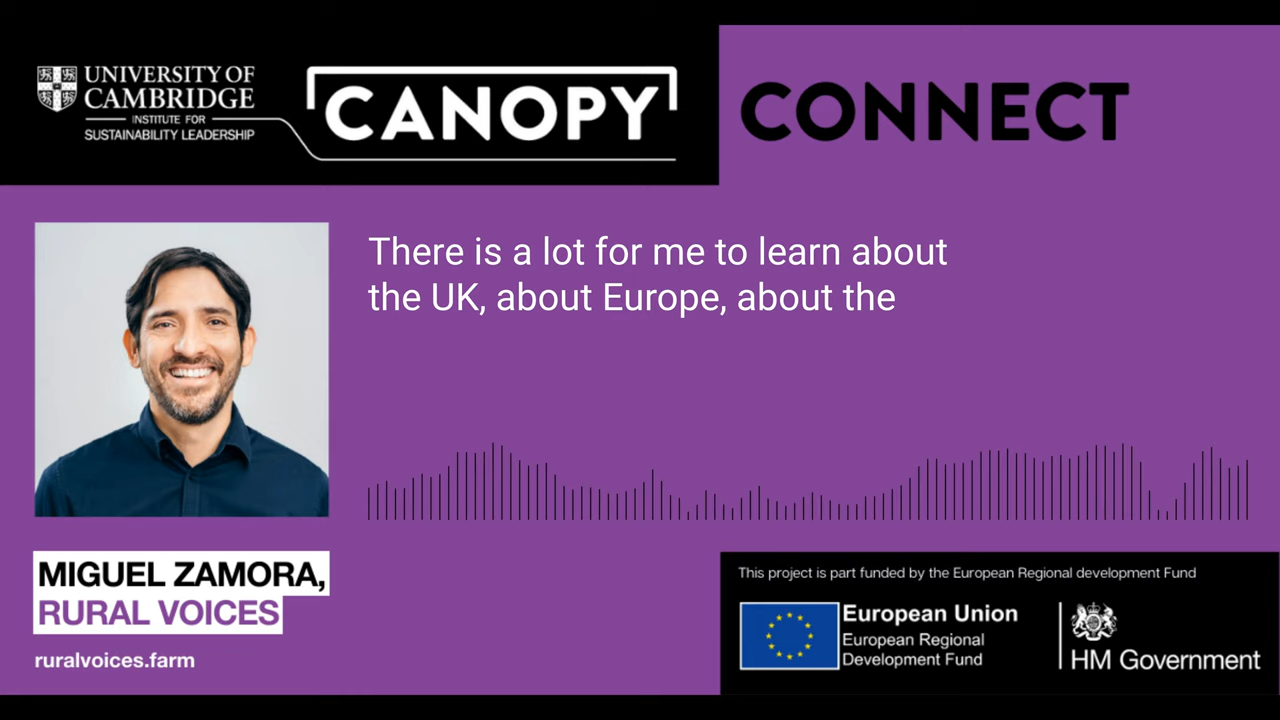 UNIVERSITY OF
CAMBRIDGE
INSTITUTE FOR
SUSTAINABILITY LEADERSHIP
CANOPY
CONNECT
There is a lot for me to learn about
the UK, about Europe, about the
MIGUEL ZAMORA,
RURAL VOICES
ruralvoices.farm
This project is part funded by the European Regional development Fund
European Union
European Regional
Development Fund
HM Government